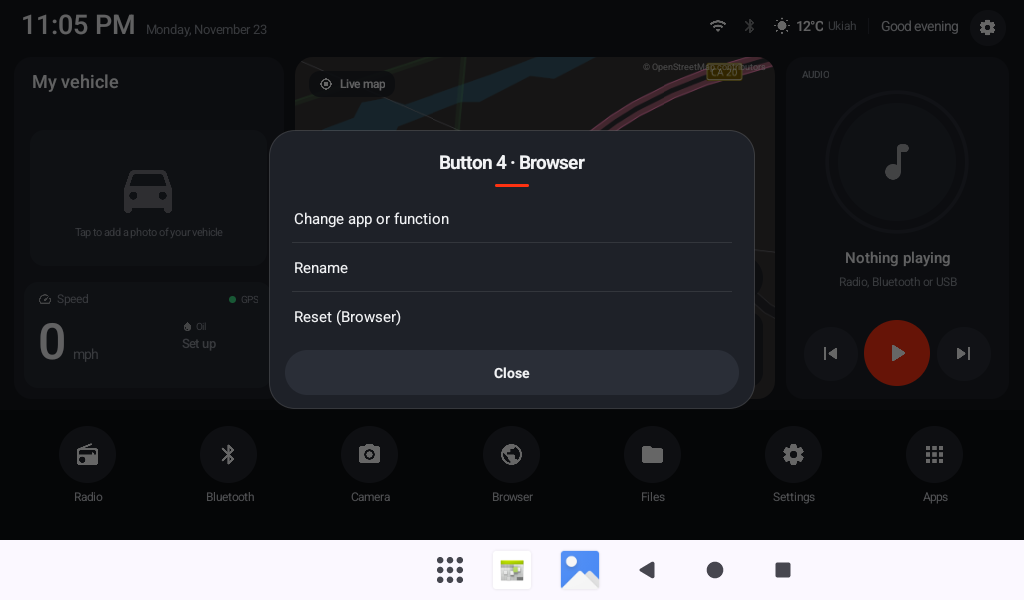 11:05 PM Monday, November 23
12°C Ukiah Good evening
My vehicle
Live map
© OpenStreetMap contributors
CA 20
AUDIO
Tap to add a photo of your vehicle
Speed
GPS
0 mph
Oil
Set up
Button 4 · Browser
Change app or function
Rename
Reset (Browser)
Close
Nothing playing
Radio, Bluetooth or USB
Radio
Bluetooth
Camera
Browser
Files
Settings
Apps